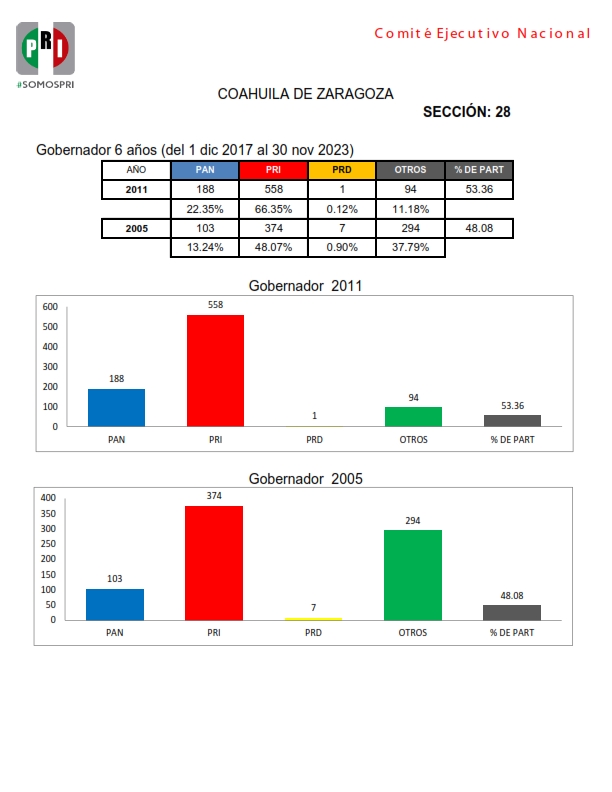 PRI
#SOMOSPRI
Comité Ejecutivo Nacional
COAHUILA DE ZARAGOZA
SECCIÓN: 28
Gobernador 6 años (del 1 dic 2017 al 30 nov 2023)
AÑO PAN PRI PRD OTROS % DE PART
2011 188 558 1 94 53.36
22.35% 66.35% 0.12% 11.18%
2005 103 374 7 294 48.08
13.24% 48.07% 0.90% 37.79%
Gobernador 2011
600
500
400
300
200
100
0
188
558
1
94
53.36
PAN PRI PRD OTROS % DE PART
Gobernador 2005
400
350
300
250
200
150
100
50
0
103
374
7
294
48.08
PAN PRI PRD OTROS % DE PART